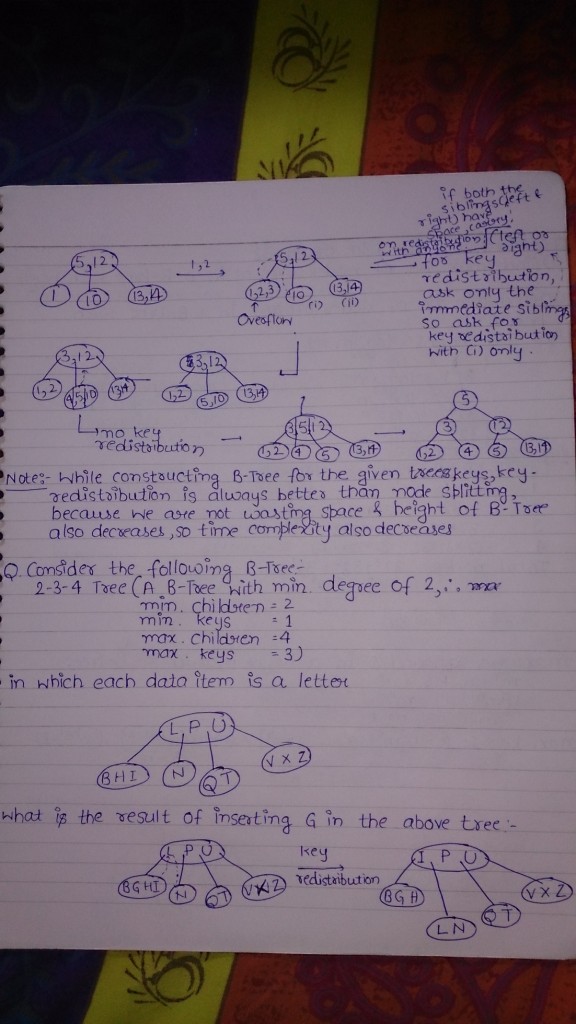 if both the
siblings (left &
right) have
space, carry
on redistribution
with anyone (left or
right)
for key
redistribution,
ask only the
immediate siblings
so ask for
key redistribution
with (i) only.
5,12
1 10 13,14
1,2
5,12
1,2,3 10 13,14
(i) (ii)
Overflow
3,12
1,2 4,5,10 13,14
3,12
1,2 5,10 13,14
no key
redistribution
3,5,12
1,2 4 5 13,14
5
3 12
1,2 4 5 13,14
Note:- While constructing B-Tree for the given keys, key-
redistribution is always better than node splitting,
because we are not wasting space & height of B-Tree
also decreases, so time complexity also decreases
Q. Consider the following B-Tree:-
2-3-4 Tree (A B-Tree with min. degree of 2, ∴
min. children = 2
min. keys = 1
max. children = 4
max. keys = 3)
in which each data item is a letter
L P U
BHI N QT VXZ
What is the result of inserting G in the above tree:-
L P U
BGHI N QT VXZ
key
redistribution
I P U
BGH LN QT VXZ